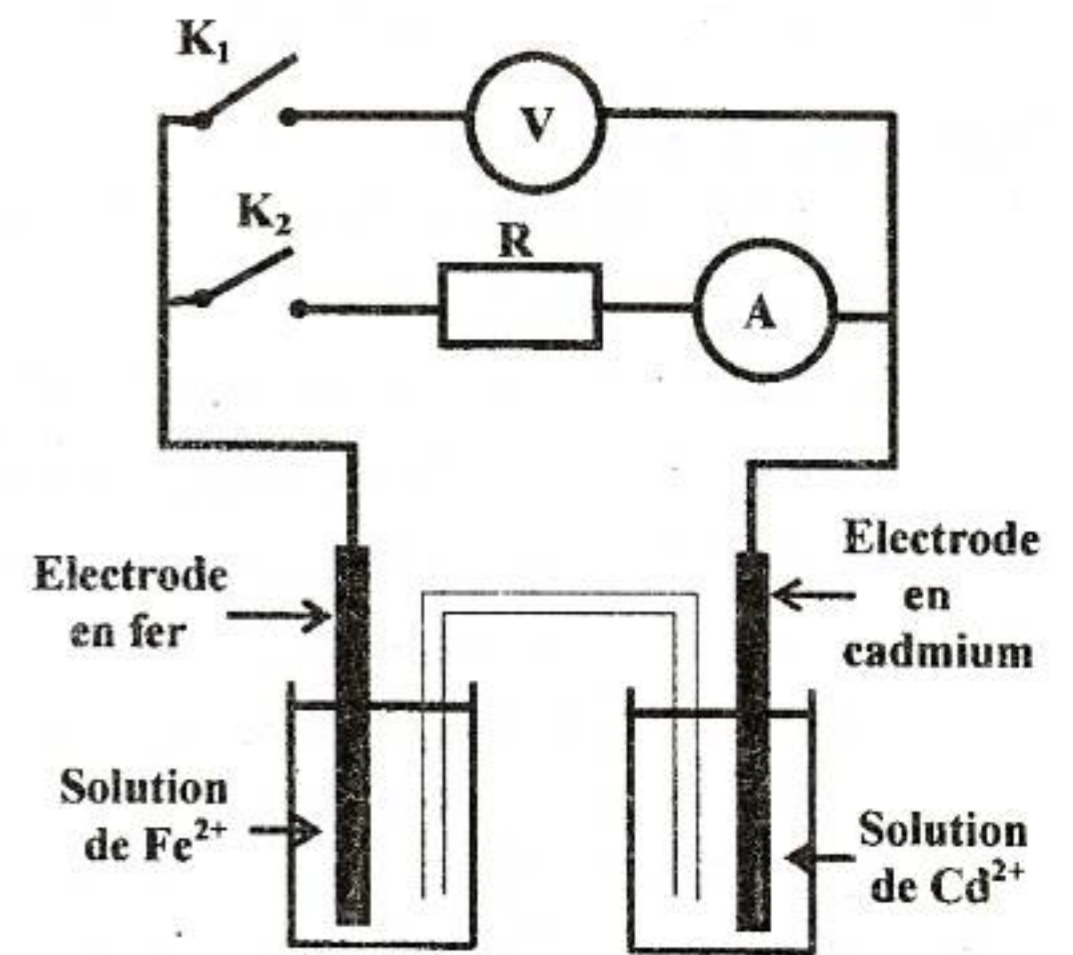 K₁
V
K₂
R
A
Electrode
en fer
Electrode
en
cadmium
Solution
de Fe²⁺
Solution
de Cd²⁺